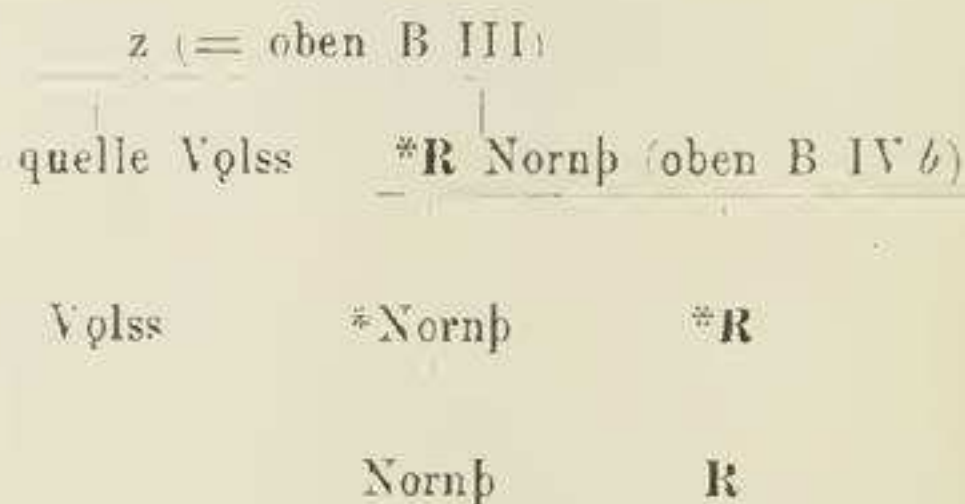 z (= oben B III)
quelle Vǫlss *R Nornþ (oben B IV b)
Vǫlss *Nornþ *R
Nornþ R